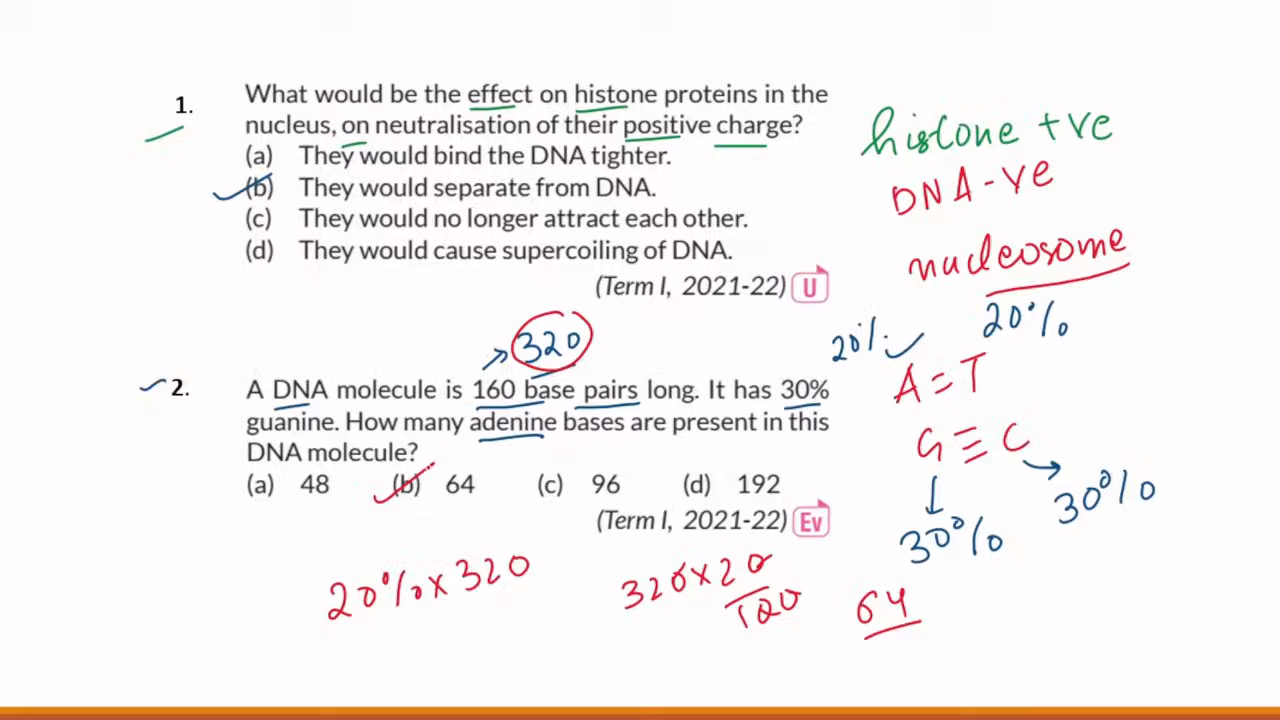 1. What would be the effect on histone proteins in the
nucleus, on neutralisation of their positive charge?
(a) They would bind the DNA tighter.
(b) They would separate from DNA.
(c) They would no longer attract each other.
(d) They would cause supercoiling of DNA.
(Term I, 2021-22) U
histone +ve
DNA -ve
nucleosome
320
20% 20%
A = T
2. A DNA molecule is 160 base pairs long. It has 30%
guanine. How many adenine bases are present in this
DNA molecule?
(a) 48 (b) 64 (c) 96 (d) 192
(Term I, 2021-22) Ev
G ≡ C
30% 30%
20% x 320
320 x 20
100
64